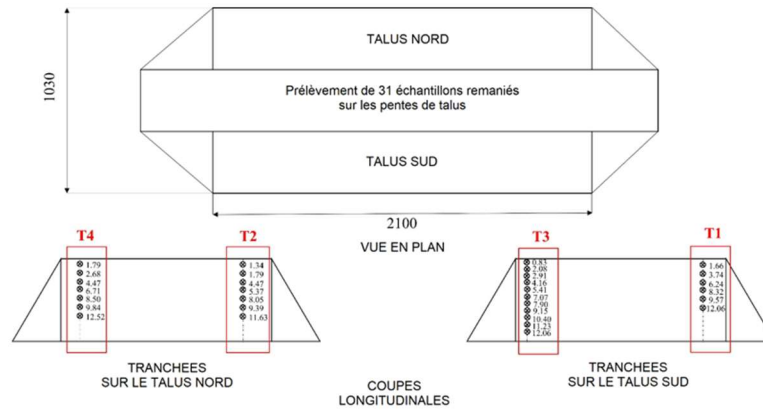 TALUS NORD
1030
Prélèvement de 31 échantillons remaniés
sur les pentes de talus
TALUS SUD
2100
VUE EN PLAN
T4
1.79
2.68
4.47
6.71
8.50
9.84
12.52
T2
1.34
1.79
4.47
5.37
8.05
9.39
11.63
TRANCHEES
SUR LE TALUS NORD
T3
0.83
2.08
2.91
4.16
5.41
7.07
7.90
9.15
10.40
11.23
12.06
T1
1.66
3.74
6.24
8.32
9.57
12.06
TRANCHEES
SUR LE TALUS SUD
COUPES
LONGITUDINALES